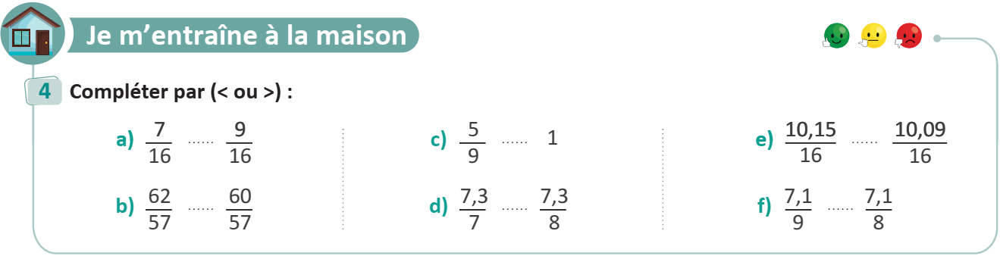 Je m'entraîne à la maison
4 Compléter par (< ou >) :
a) 7/16 ...... 9/16
b) 62/57 ...... 60/57
c) 5/9 ...... 1
d) 7,3/7 ...... 7,3/8
e) 10,15/16 ...... 10,09/16
f) 7,1/9 ...... 7,1/8